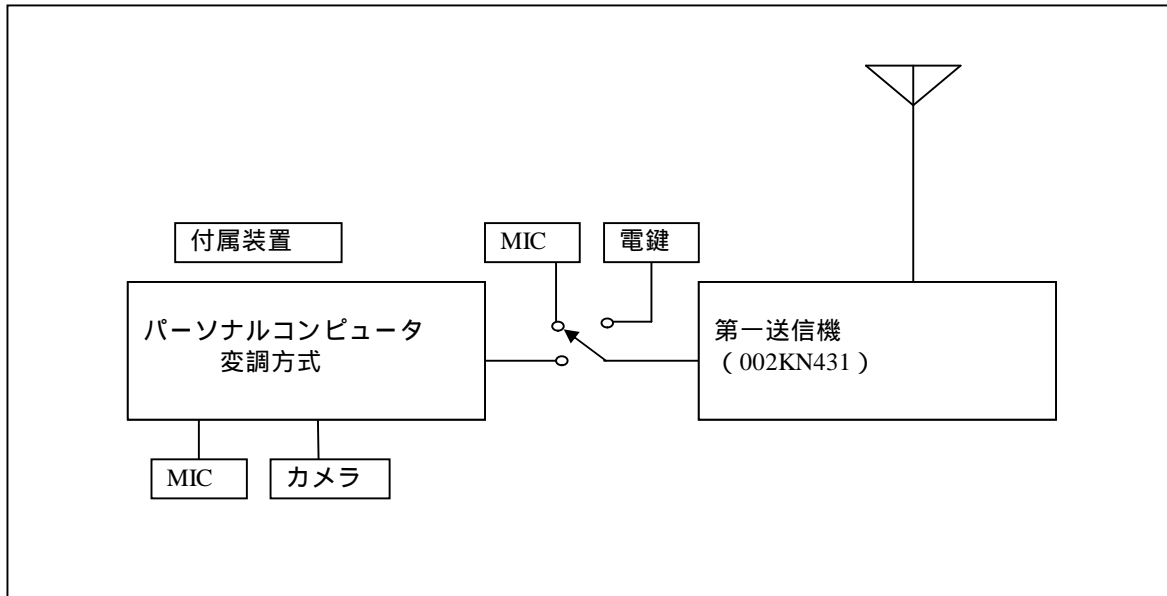 付属装置
MIC
電鍵
パーソナルコンピュータ
変調方式
第一送信機
（002KN431）
MIC
カメラ